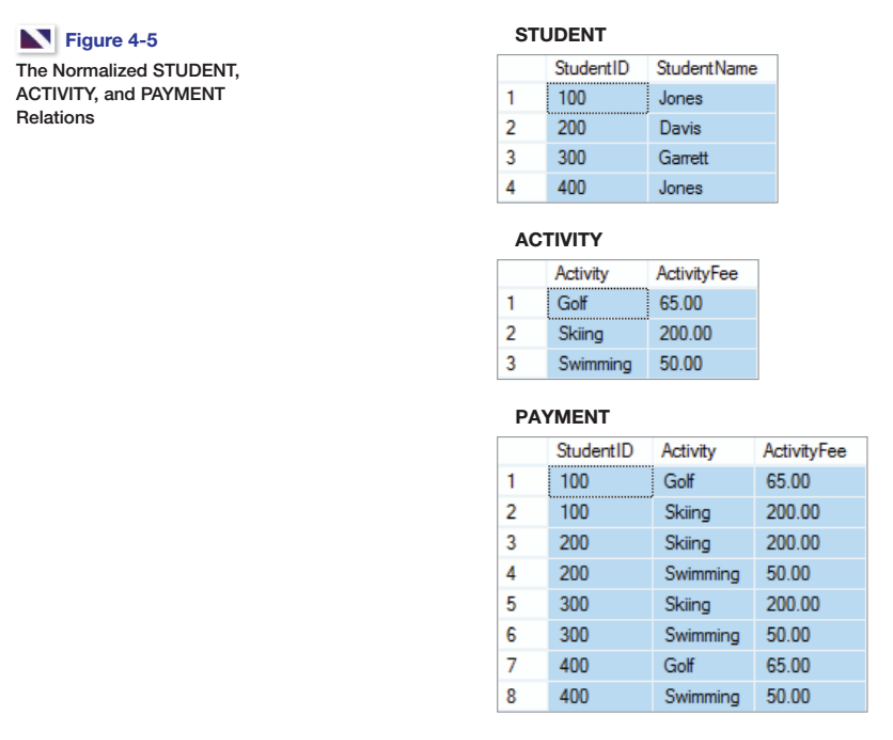 Figure 4-5
The Normalized STUDENT,
ACTIVITY, and PAYMENT
Relations
STUDENT
StudentID StudentName
1 100 Jones
2 200 Davis
3 300 Garrett
4 400 Jones
ACTIVITY
Activity ActivityFee
1 Golf 65.00
2 Skiing 200.00
3 Swimming 50.00
PAYMENT
StudentID Activity ActivityFee
1 100 Golf 65.00
2 100 Skiing 200.00
3 200 Skiing 200.00
4 200 Swimming 50.00
5 300 Skiing 200.00
6 300 Swimming 50.00
7 400 Golf 65.00
8 400 Swimming 50.00